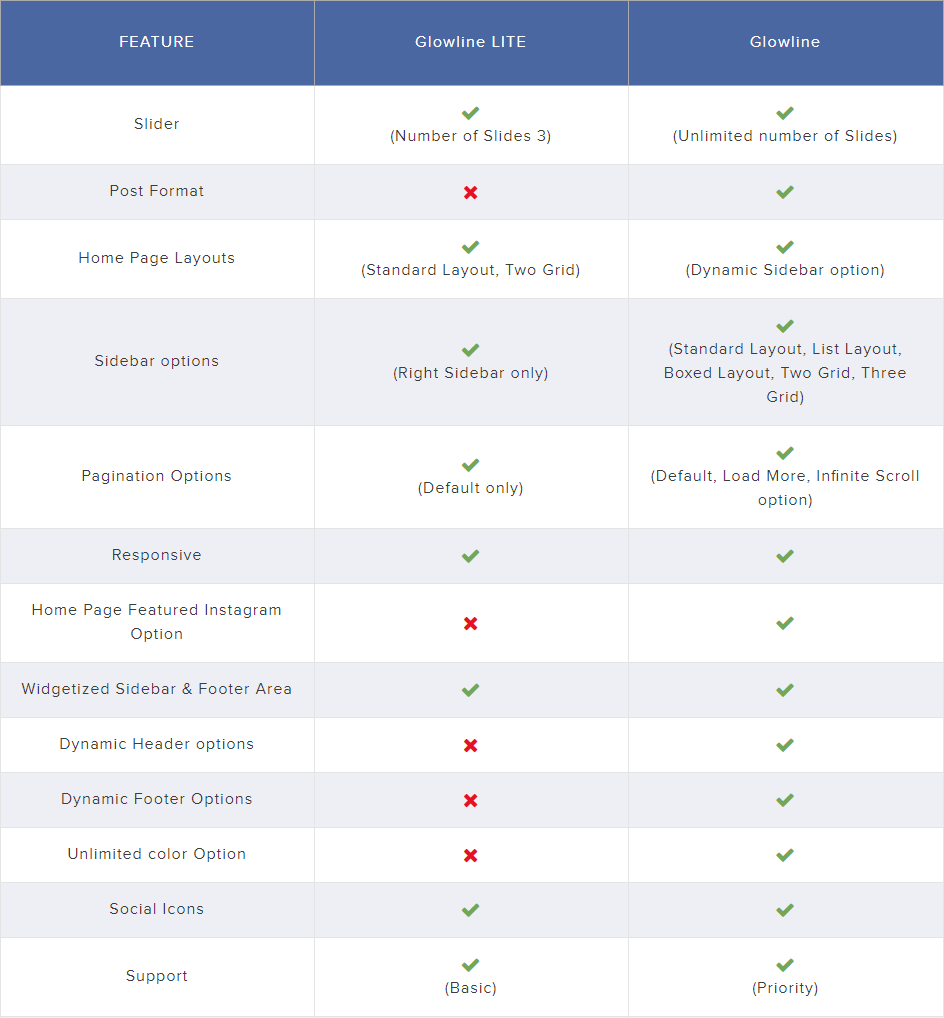 FEATURE
Glowline LITE
Glowline
Slider
(Number of Slides 3)
(Unlimited number of Slides)
Post Format
Home Page Layouts
(Standard Layout, Two Grid)
(Dynamic Sidebar option)
Sidebar options
(Right Sidebar only)
(Standard Layout, List Layout,
Boxed Layout, Two Grid, Three
Grid)
Pagination Options
(Default only)
(Default, Load More, Infinite Scroll
option)
Responsive
Home Page Featured Instagram
Option
Widgetized Sidebar & Footer Area
Dynamic Header options
Dynamic Footer Options
Unlimited color Option
Social Icons
Support
(Basic)
(Priority)